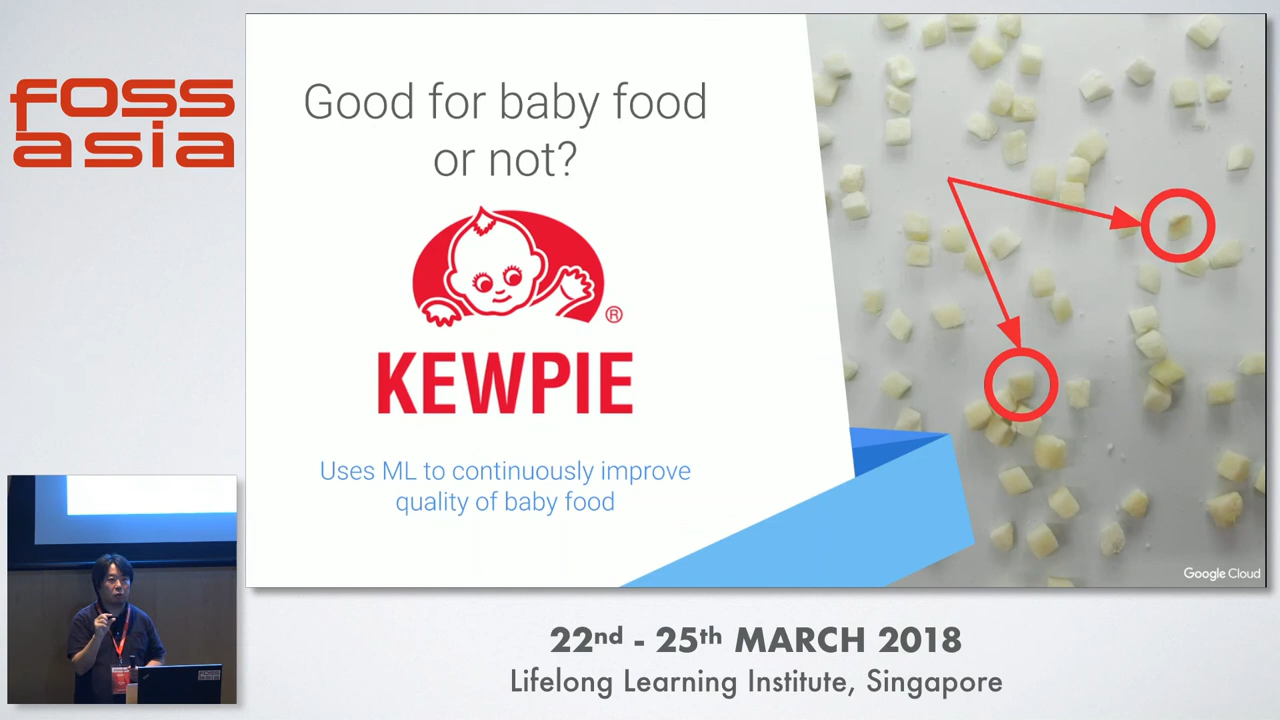 foss
asia
Good for baby food
or not?
®
KEWPIE
Uses ML to continuously improve
quality of baby food
Google Cloud
22nd - 25th MARCH 2018
Lifelong Learning Institute, Singapore